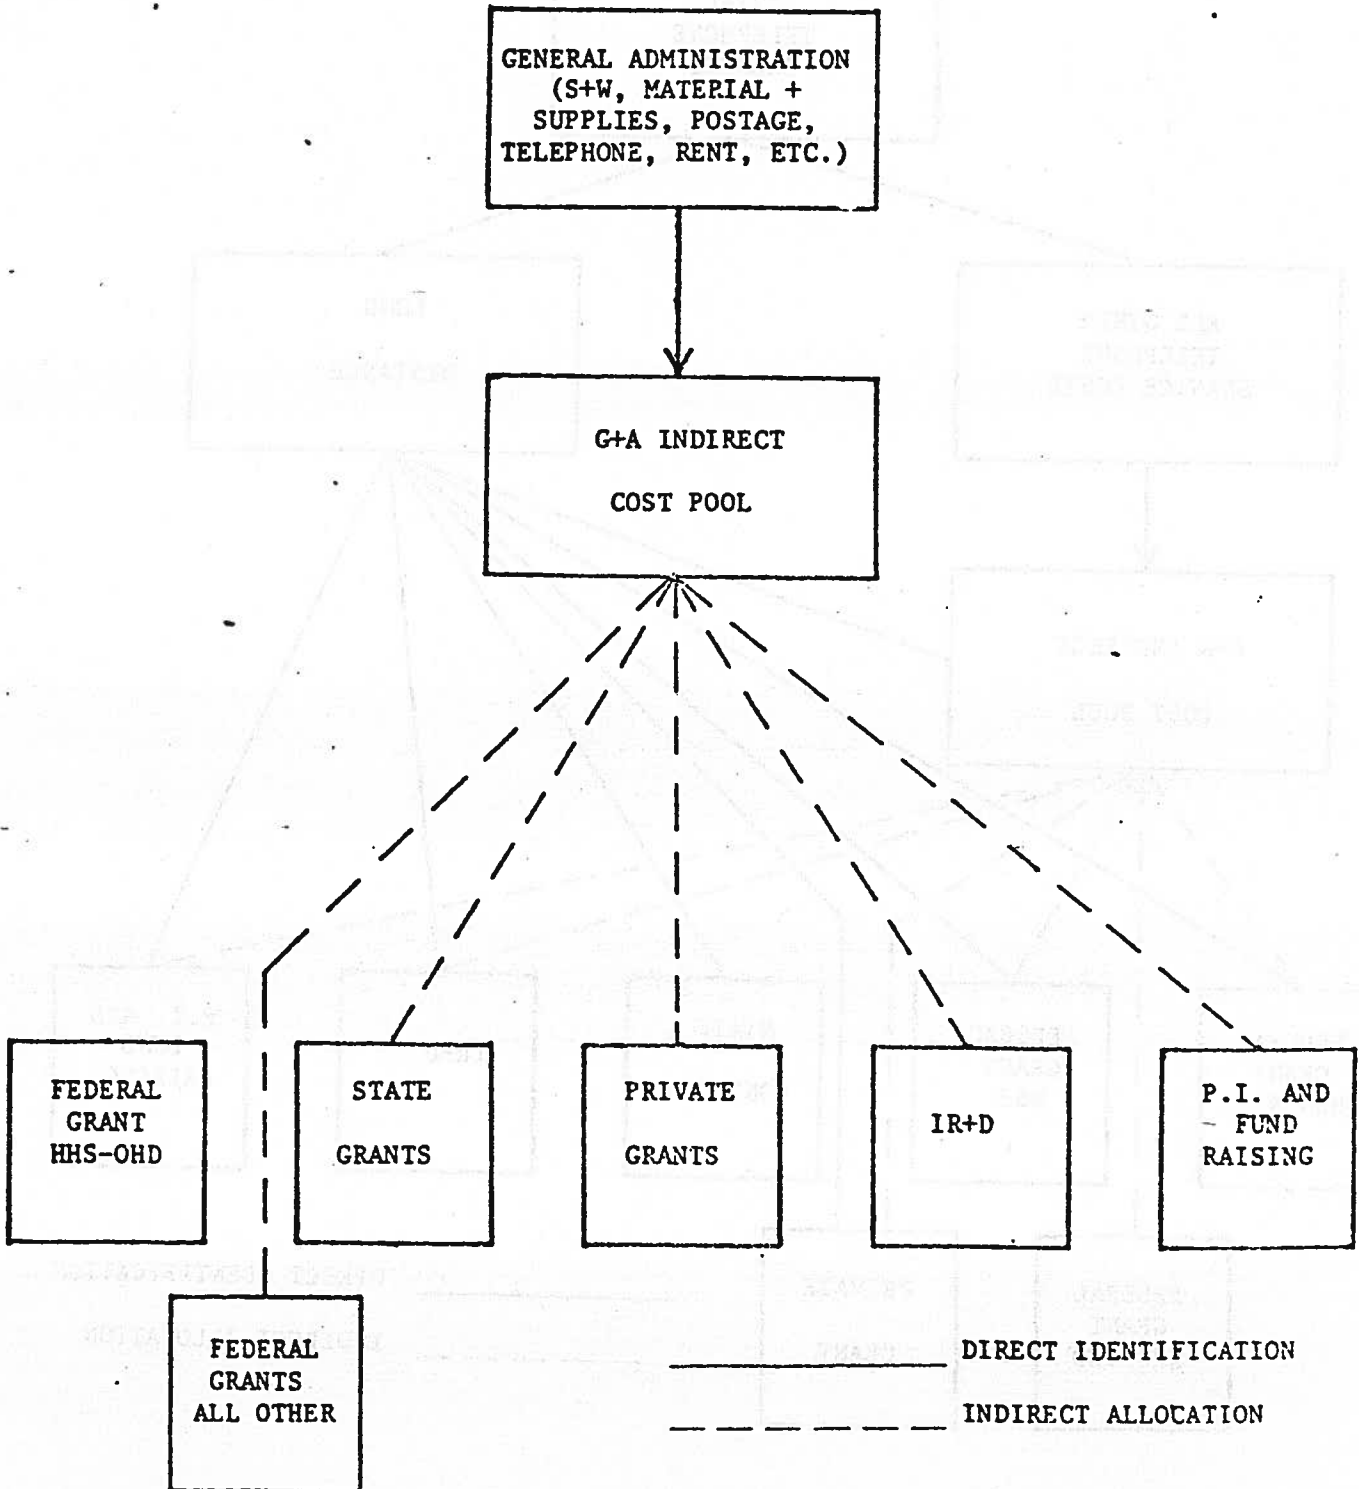 GENERAL ADMINISTRATION
(S+W, MATERIAL +
SUPPLIES, POSTAGE,
TELEPHONE, RENT, ETC.)
G+A INDIRECT
COST POOL
FEDERAL
GRANT
HHS-OHD
STATE
GRANTS
PRIVATE
GRANTS
IR+D
P.I. AND
FUND
RAISING
FEDERAL
GRANTS
ALL OTHER
DIRECT IDENTIFICATION
INDIRECT ALLOCATION